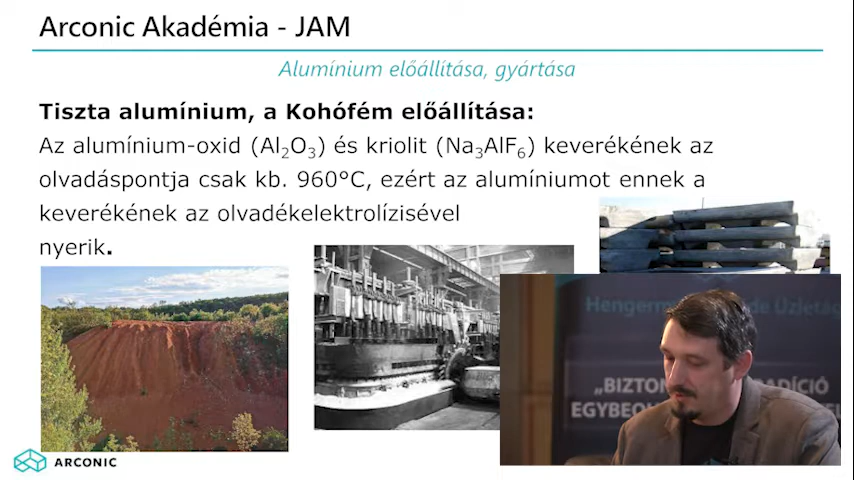 Arconic Akadémia - JAM
Alumínium előállítása, gyártása
Tiszta alumínium, a Kohófém előállítása:
Az alumínium-oxid (Al₂O₃) és kriolit (Na₃AlF₆) keverékének az
olvadáspontja csak kb. 960°C, ezért az alumíniumot ennek a
keverékének az olvadékelektrolízisével
nyerik.
ARCONIC